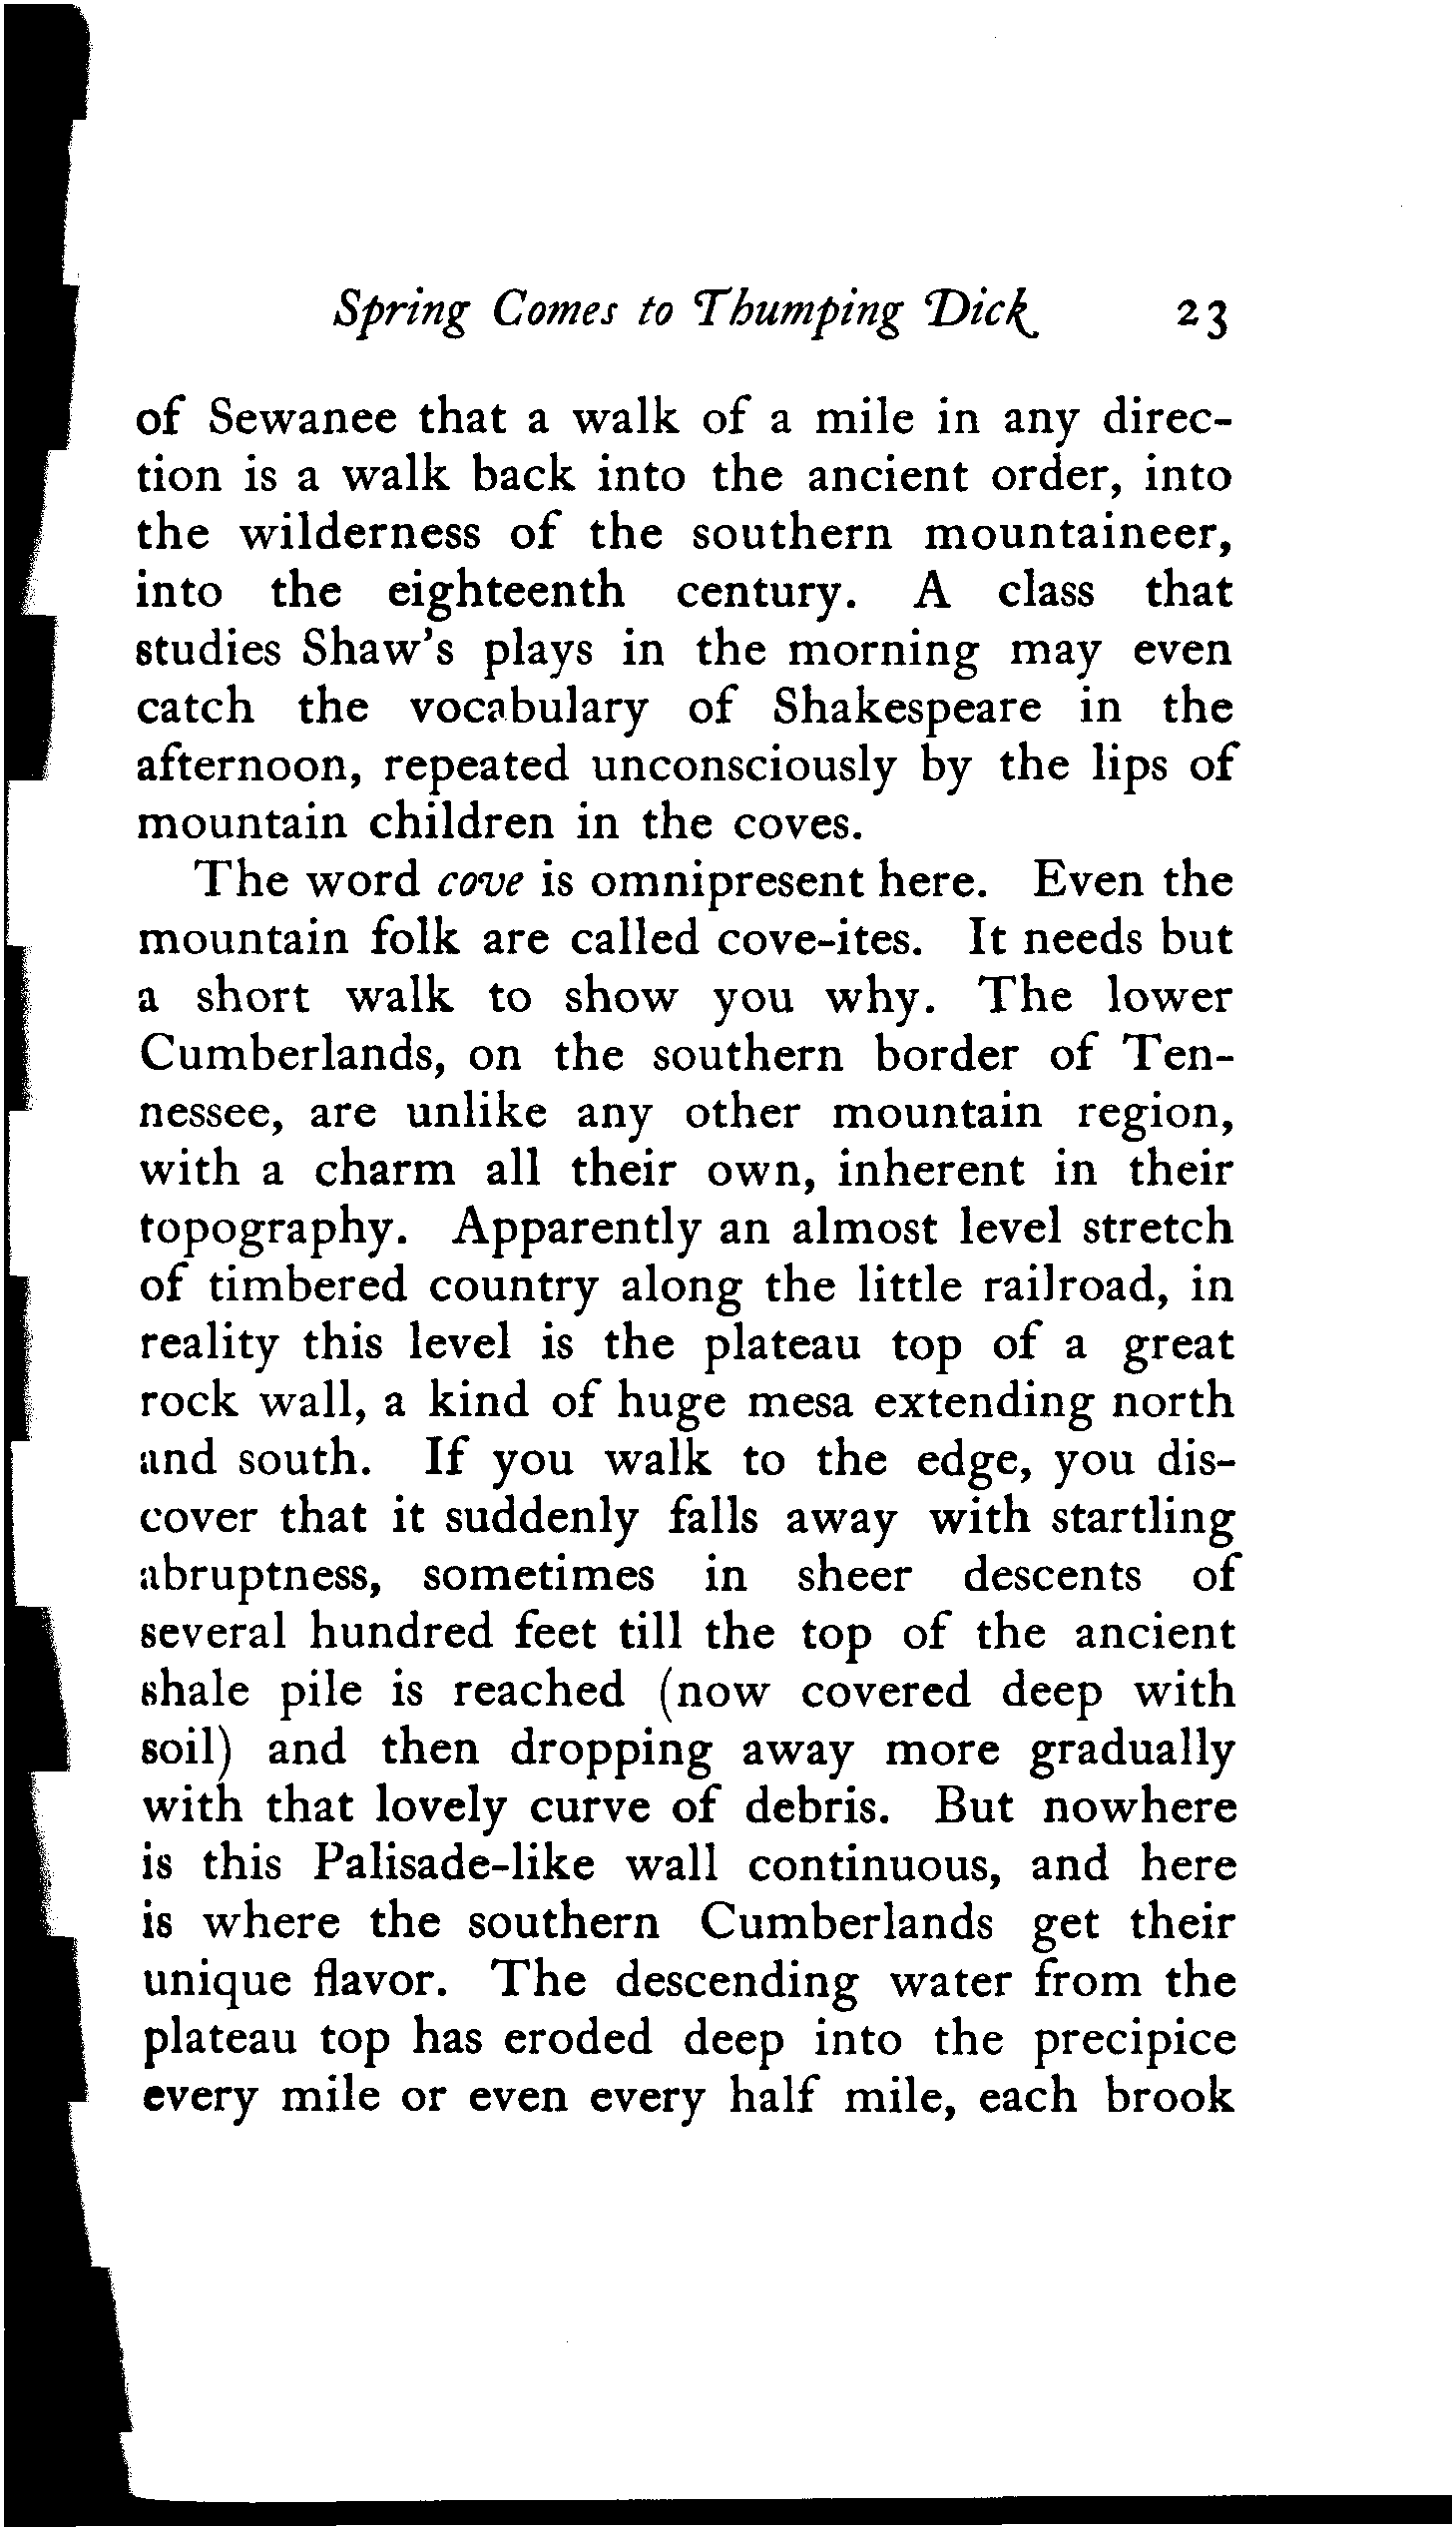 Spring Comes to Thumping Dick 23
of Sewanee that a walk of a mile in any direc-
tion is a walk back into the ancient order, into
the wilderness of the southern mountaineer,
into the eighteenth century. A class that
studies Shaw's plays in the morning may even
catch the vocabulary of Shakespeare in the
afternoon, repeated unconsciously by the lips of
mountain children in the coves.
The word cove is omnipresent here. Even the
mountain folk are called cove-ites. It needs but
a short walk to show you why. The lower
Cumberlands, on the southern border of Ten-
nessee, are unlike any other mountain region,
with a charm all their own, inherent in their
topography. Apparently an almost level stretch
of timbered country along the little railroad, in
reality this level is the plateau top of a great
rock wall, a kind of huge mesa extending north
and south. If you walk to the edge, you dis-
cover that it suddenly falls away with startling
abruptness, sometimes in sheer descents of
several hundred feet till the top of the ancient
shale pile is reached (now covered deep with
soil) and then dropping away more gradually
with that lovely curve of debris. But nowhere
is this Palisade-like wall continuous, and here
is where the southern Cumberlands get their
unique flavor. The descending water from the
plateau top has eroded deep into the precipice
every mile or even every half mile, each brook